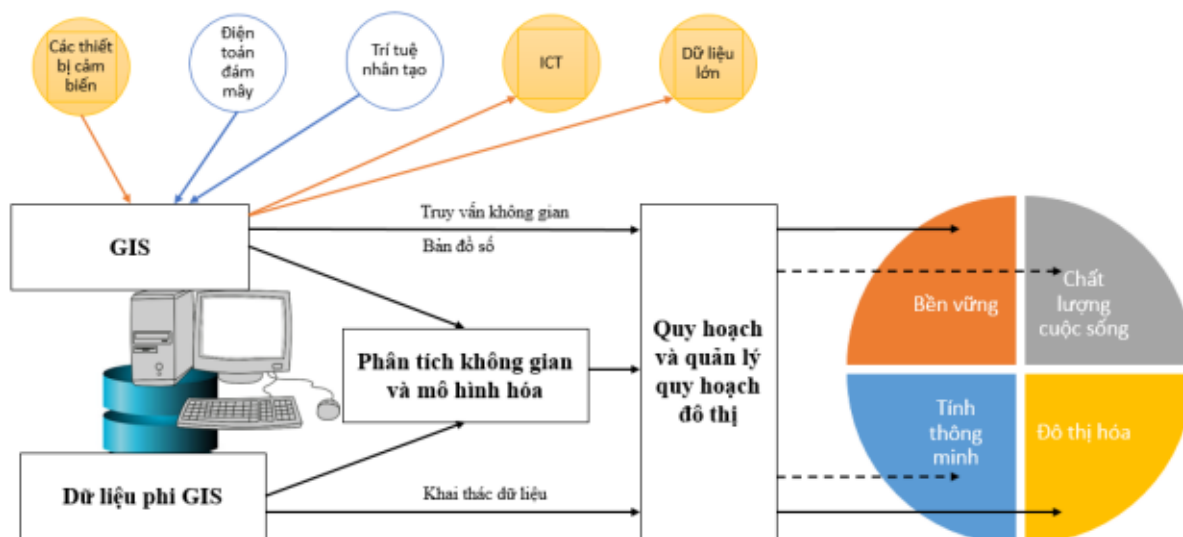 Các thiết
bị cảm
biến
Điện
toán
đám
mây
Trí tuệ
nhân tạo
ICT
Dữ liệu
lớn
GIS
Truy vấn không gian
Bản đồ số
Phân tích không gian
và mô hình hóa
Quy hoạch
và quản lý
quy hoạch
đô thị
Dữ liệu phi GIS
Khai thác dữ liệu
Bền vững
Chất
lượng
cuộc sống
Tính
thông
minh
Đô thị hóa